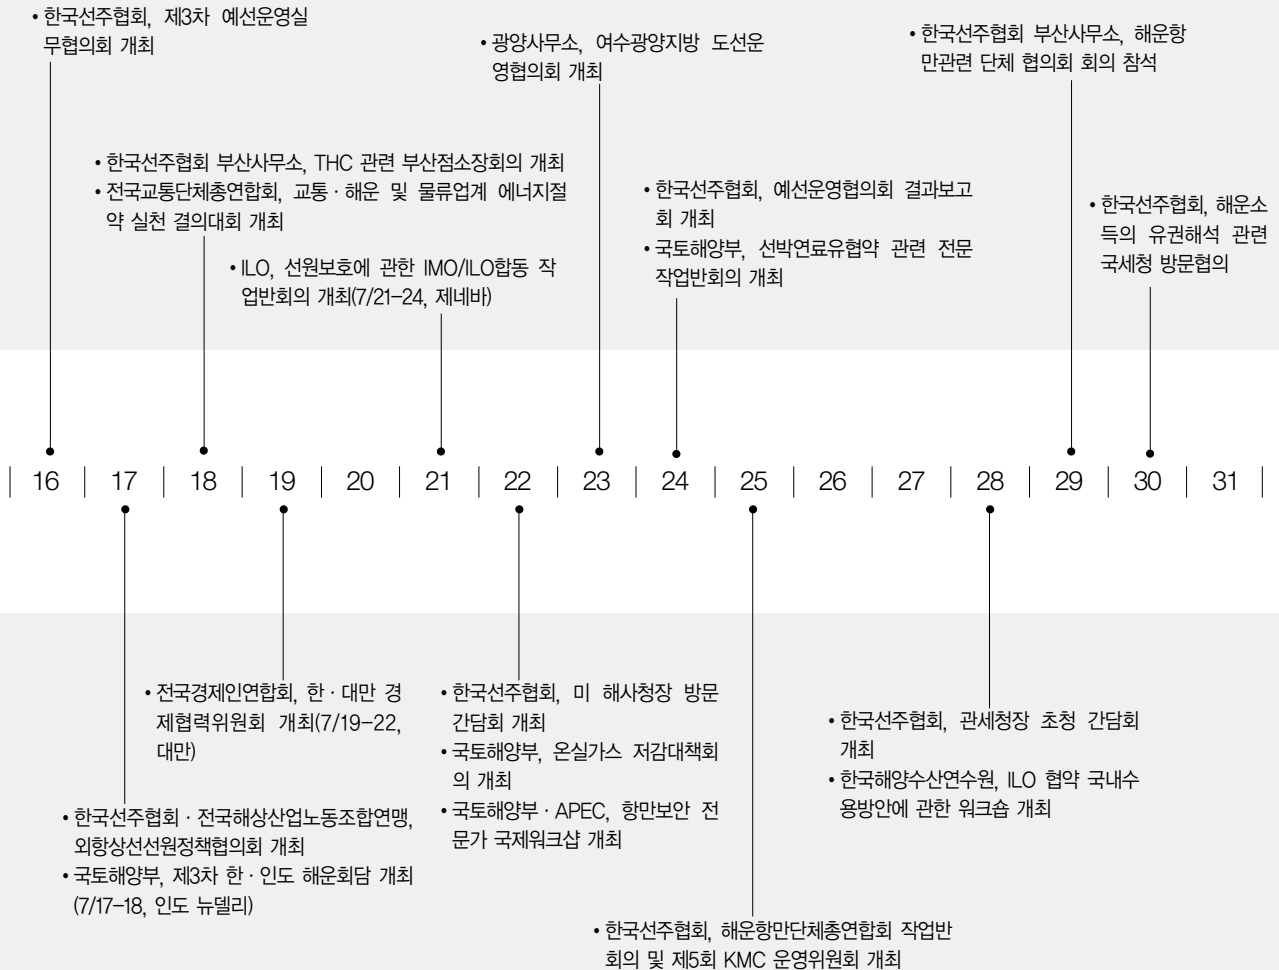 • 한국선주협회, 제3차 예선운영실
무협의회 개최
• 광양사무소, 여수광양지방 도선운
영협의회 개최
• 한국선주협회 부산사무소, 해운항
만관련 단체 협의회 회의 참석
• 한국선주협회 부산사무소, THC 관련 부산점소장회의 개최
• 전국교통단체총연합회, 교통·해운 및 물류업계 에너지절
약 실천 결의대회 개최
• 한국선주협회, 예선운영협의회 결과보고
회 개최
• 국토해양부, 선박연료유협약 관련 전문
작업반회의 개최
• 한국선주협회, 해운소
득의 유권해석 관련
국세청 방문협의
• ILO, 선원보호에 관한 IMO/ILO합동 작
업반회의 개최(7/21-24, 제네바)
16 17 18 19 20 21 22 23 24 25 26 27 28 29 30 31
• 전국경제인연합회, 한·대만 경
제협력위원회 개최(7/19-22,
대만)
• 한국선주협회, 미 해사청장 방문
간담회 개최
• 국토해양부, 온실가스 저감대책회
의 개최
• 국토해양부·APEC, 항만보안 전
문가 국제워크샵 개최
• 한국선주협회, 관세청장 초청 간담회
개최
• 한국해양수산연수원, ILO 협약 국내수
용방안에 관한 워크숍 개최
• 한국선주협회·전국해상산업노동조합연맹,
외항상선선원정책협의회 개최
• 국토해양부, 제3차 한·인도 해운회담 개최
(7/17-18, 인도 뉴델리)
• 한국선주협회, 해운항만단체총연합회 작업반
회의 및 제5회 KMC 운영위원회 개최